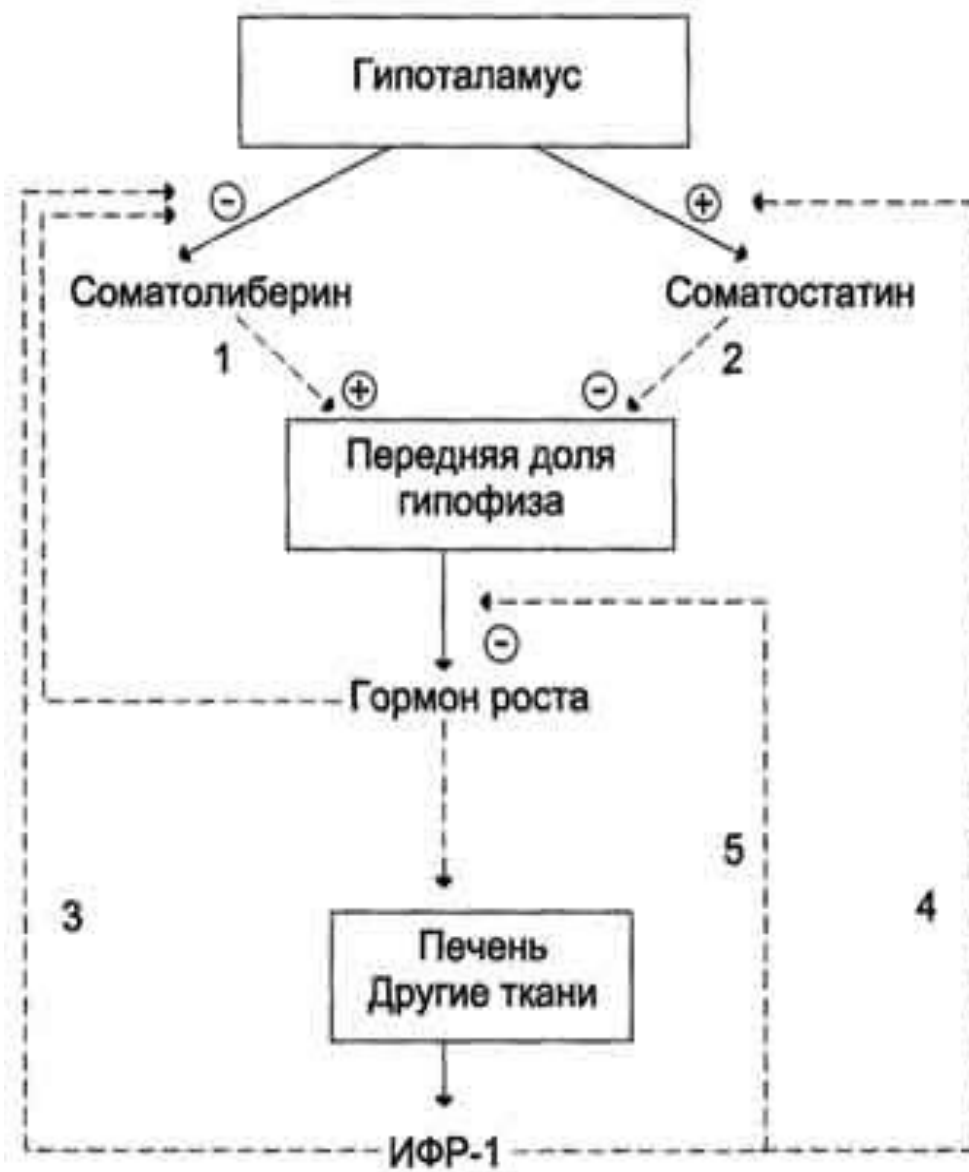 Гипоталамус
−
+
Соматолиберин
Соматостатин
1
2
+
−
Передняя доля
гипофиза
−
Гормон роста
5
3
4
Печень
Другие ткани
ИФР-1